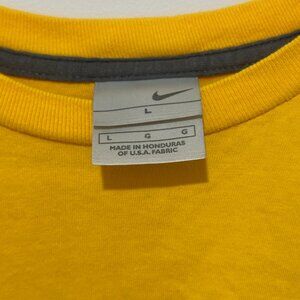 L
L G G
MADE IN HONDURAS
OF U.S.A. FABRIC